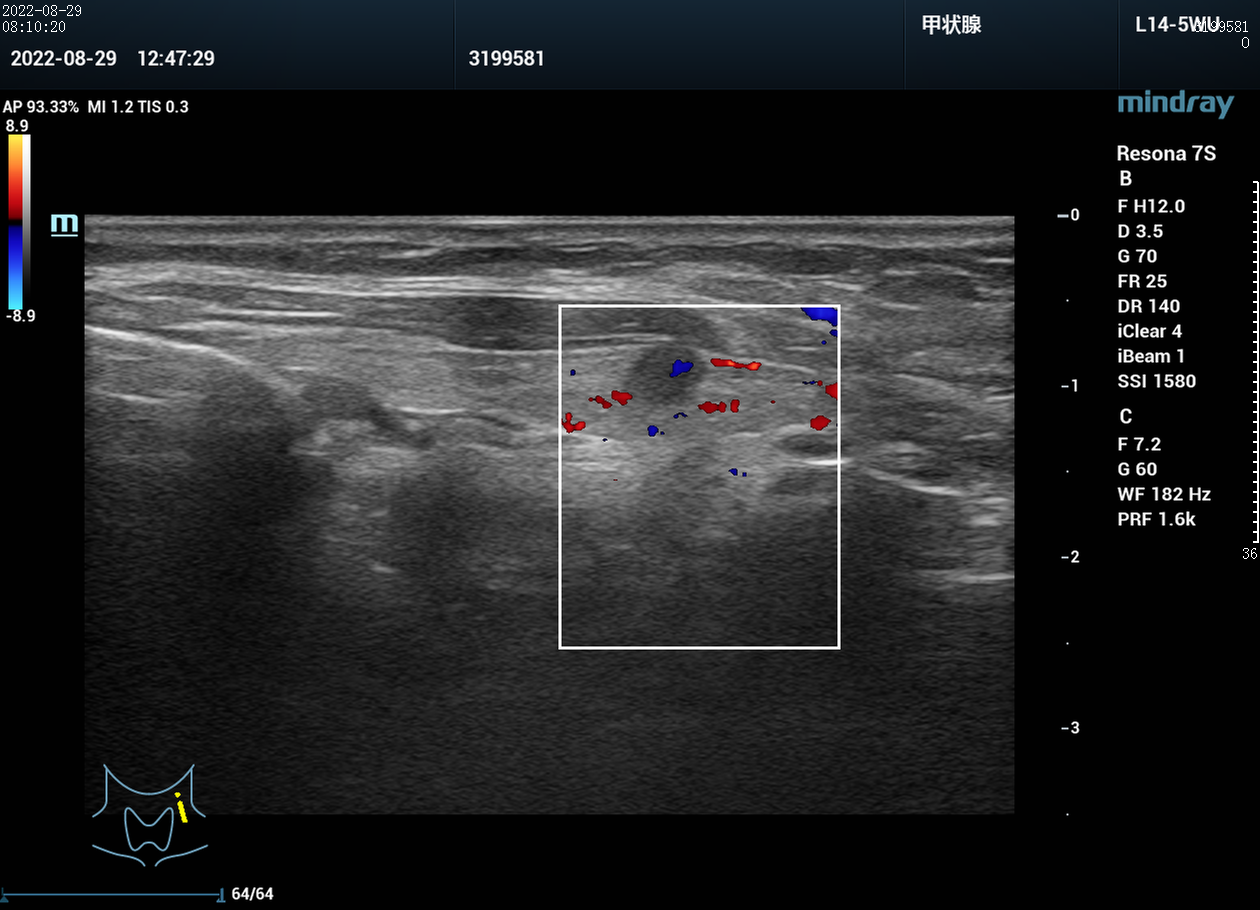 2022-08-29
08:10:20
2022-08-29 12:47:29
3199581
甲状腺
L14-5WU
3199581
0
AP 93.33% MI 1.2 TIS 0.3
8.9
-8.9
m
mindray
Resona 7S
B
F H12.0
D 3.5
G 70
FR 25
DR 140
iClear 4
iBeam 1
SSI 1580
C
F 7.2
G 60
WF 182 Hz
PRF 1.6k
0
-1
-2
-3
36
64/64